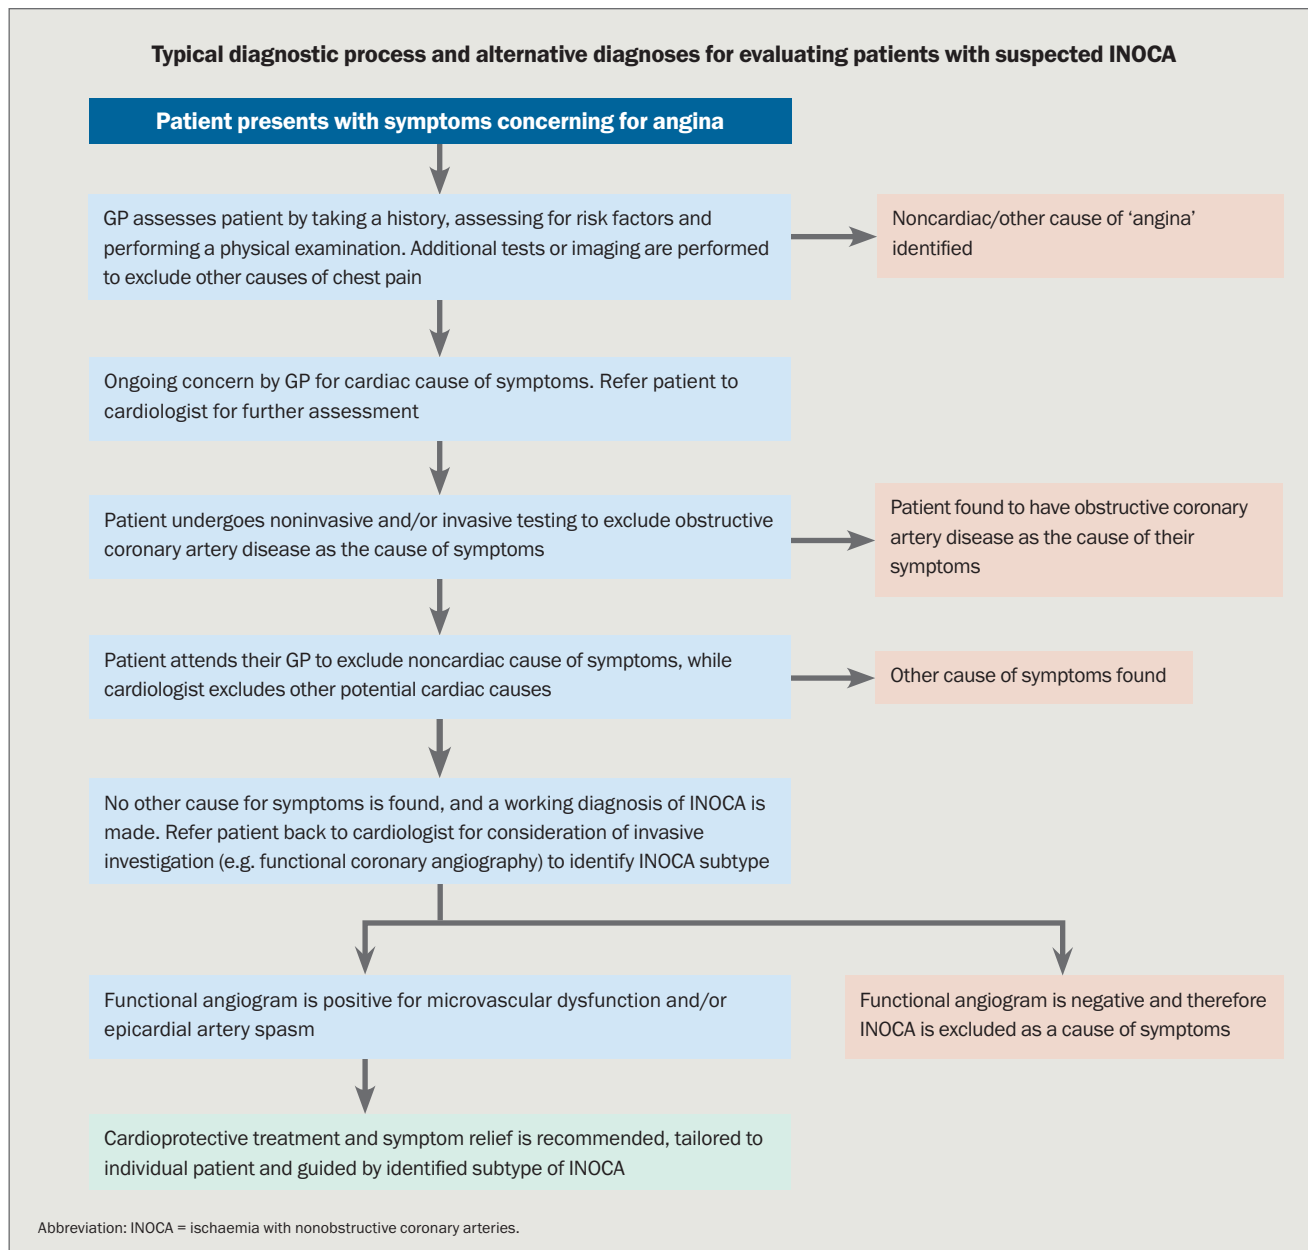 Typical diagnostic process and alternative diagnoses for evaluating patients with suspected INOCA
Patient presents with symptoms concerning for angina
GP assesses patient by taking a history, assessing for risk factors and
performing a physical examination. Additional tests or imaging are performed
to exclude other causes of chest pain
Noncardiac/other cause of ‘angina’
identified
Ongoing concern by GP for cardiac cause of symptoms. Refer patient to
cardiologist for further assessment
Patient undergoes noninvasive and/or invasive testing to exclude obstructive
coronary artery disease as the cause of symptoms
Patient found to have obstructive coronary
artery disease as the cause of their
symptoms
Patient attends their GP to exclude noncardiac cause of symptoms, while
cardiologist excludes other potential cardiac causes
Other cause of symptoms found
No other cause for symptoms is found, and a working diagnosis of INOCA is
made. Refer patient back to cardiologist for consideration of invasive
investigation (e.g. functional coronary angiography) to identify INOCA subtype
Functional angiogram is positive for microvascular dysfunction and/or
epicardial artery spasm
Functional angiogram is negative and therefore
INOCA is excluded as a cause of symptoms
Cardioprotective treatment and symptom relief is recommended, tailored to
individual patient and guided by identified subtype of INOCA
Abbreviation: INOCA = ischaemia with nonobstructive coronary arteries.